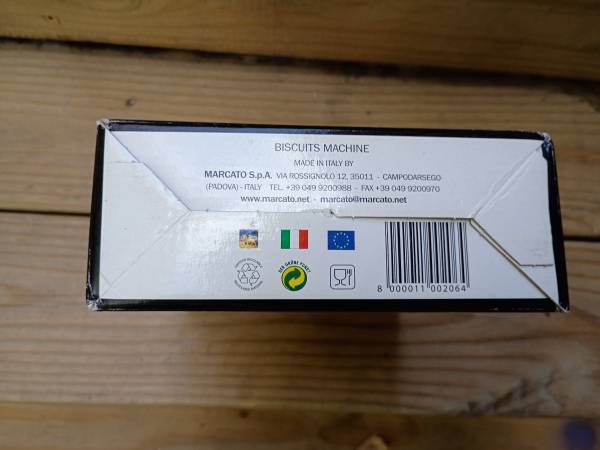 BISCUITS MACHINE
MADE IN ITALY BY
MARCATO S.p.A. VIA ROSSIGNOLO 12, 35011 - CAMPODARSEGO
(PADOVA) - ITALY TEL. +39 049 9200988 - FAX +39 049 9200970
www.marcato.net - marcato@marcato.net
DER GRÜNE PUNKT
8 000011 002064